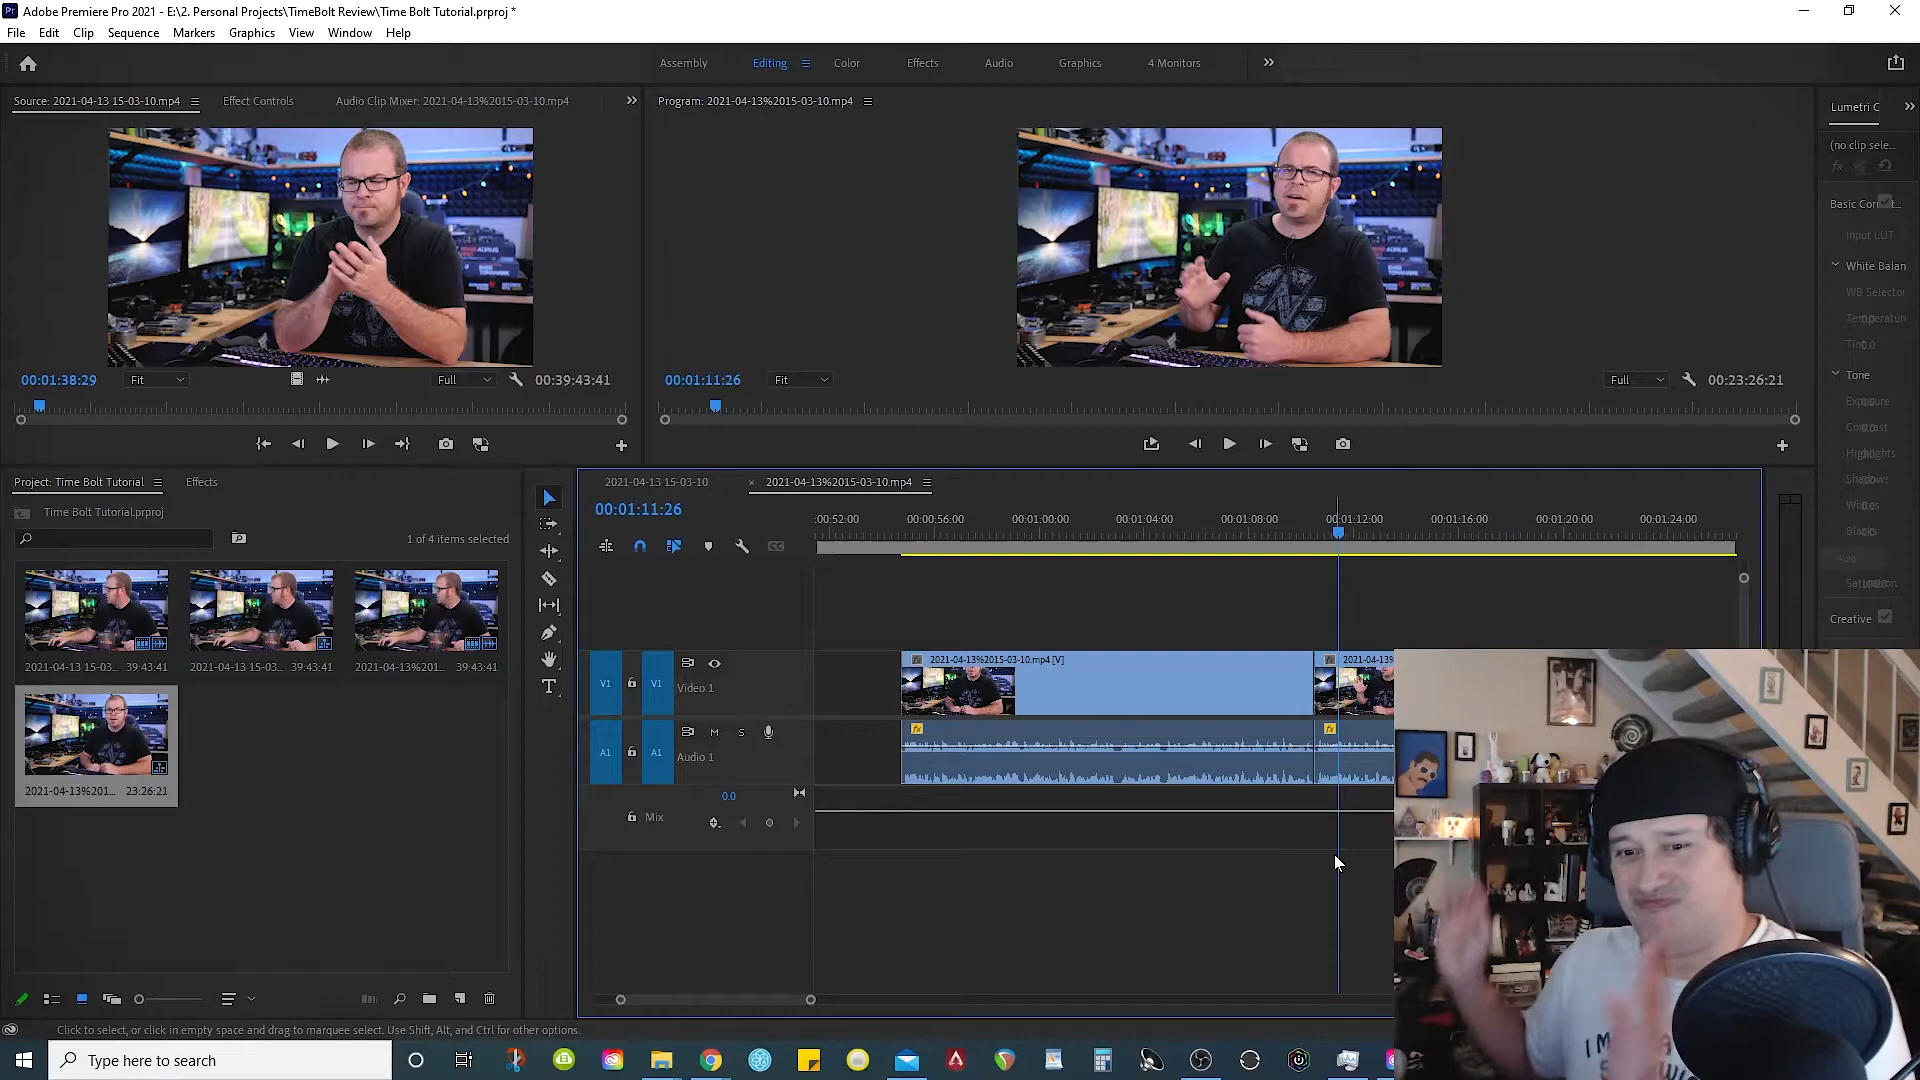 Adobe Premiere Pro 2021 - E:\2. Personal Projects\TimeBolt Review\Time Bolt Tutorial.prproj *
File Edit Clip Sequence Markers Graphics View Window Help
Assembly Editing Color Effects Audio Graphics 4 Monitors
Source: 2021-04-13 15-03-10.mp4 Effect Controls Audio Clip Mixer: 2021-04-13%2015-03-10.mp4
Program: 2021-04-13%2015-03-10.mp4
Lumetri C
(no clip sele...
fx
Input LUT
White Balan
WB Selector
Tone
00:01:38:29 Fit Full 00:39:43:41
00:01:11:26 Fit Full 00:23:26:21
Exposure
Contrast
Highlights
Shadows
Whites
Blacks
Auto
Saturation
Creative
Project: Time Bolt Tutorial Effects
Time Bolt Tutorial.prproj
1 of 4 items selected
2021-04-13 15-03... 39:43:41
2021-04-13 15-03... 39:43:41
2021-04-13%201... 39:43:41
2021-04-13%201... 23:26:21
2021-04-13 15-03-10 × 2021-04-13%2015-03-10.mp4
00:01:11:26
:00:52:00 00:00:56:00 00:01:00:00 00:01:04:00 00:01:08:00 00:01:12:00 00:01:16:00 00:01:20:00 00:01:24:00
CC
V1 V1 Video 1
fx 2021-04-13%2015-03-10.mp4 [V]
fx 2021-04-13%
A1 A1 M S Audio 1
fx
fx
0.0
Mix
Click to select, or click in empty space and drag to marquee select. Use Shift, Alt, and Ctrl for other options.
Type here to search